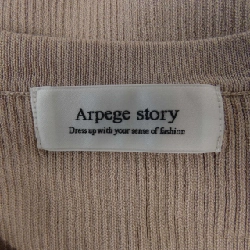 Arpege story
Dress up with your sense of fashion